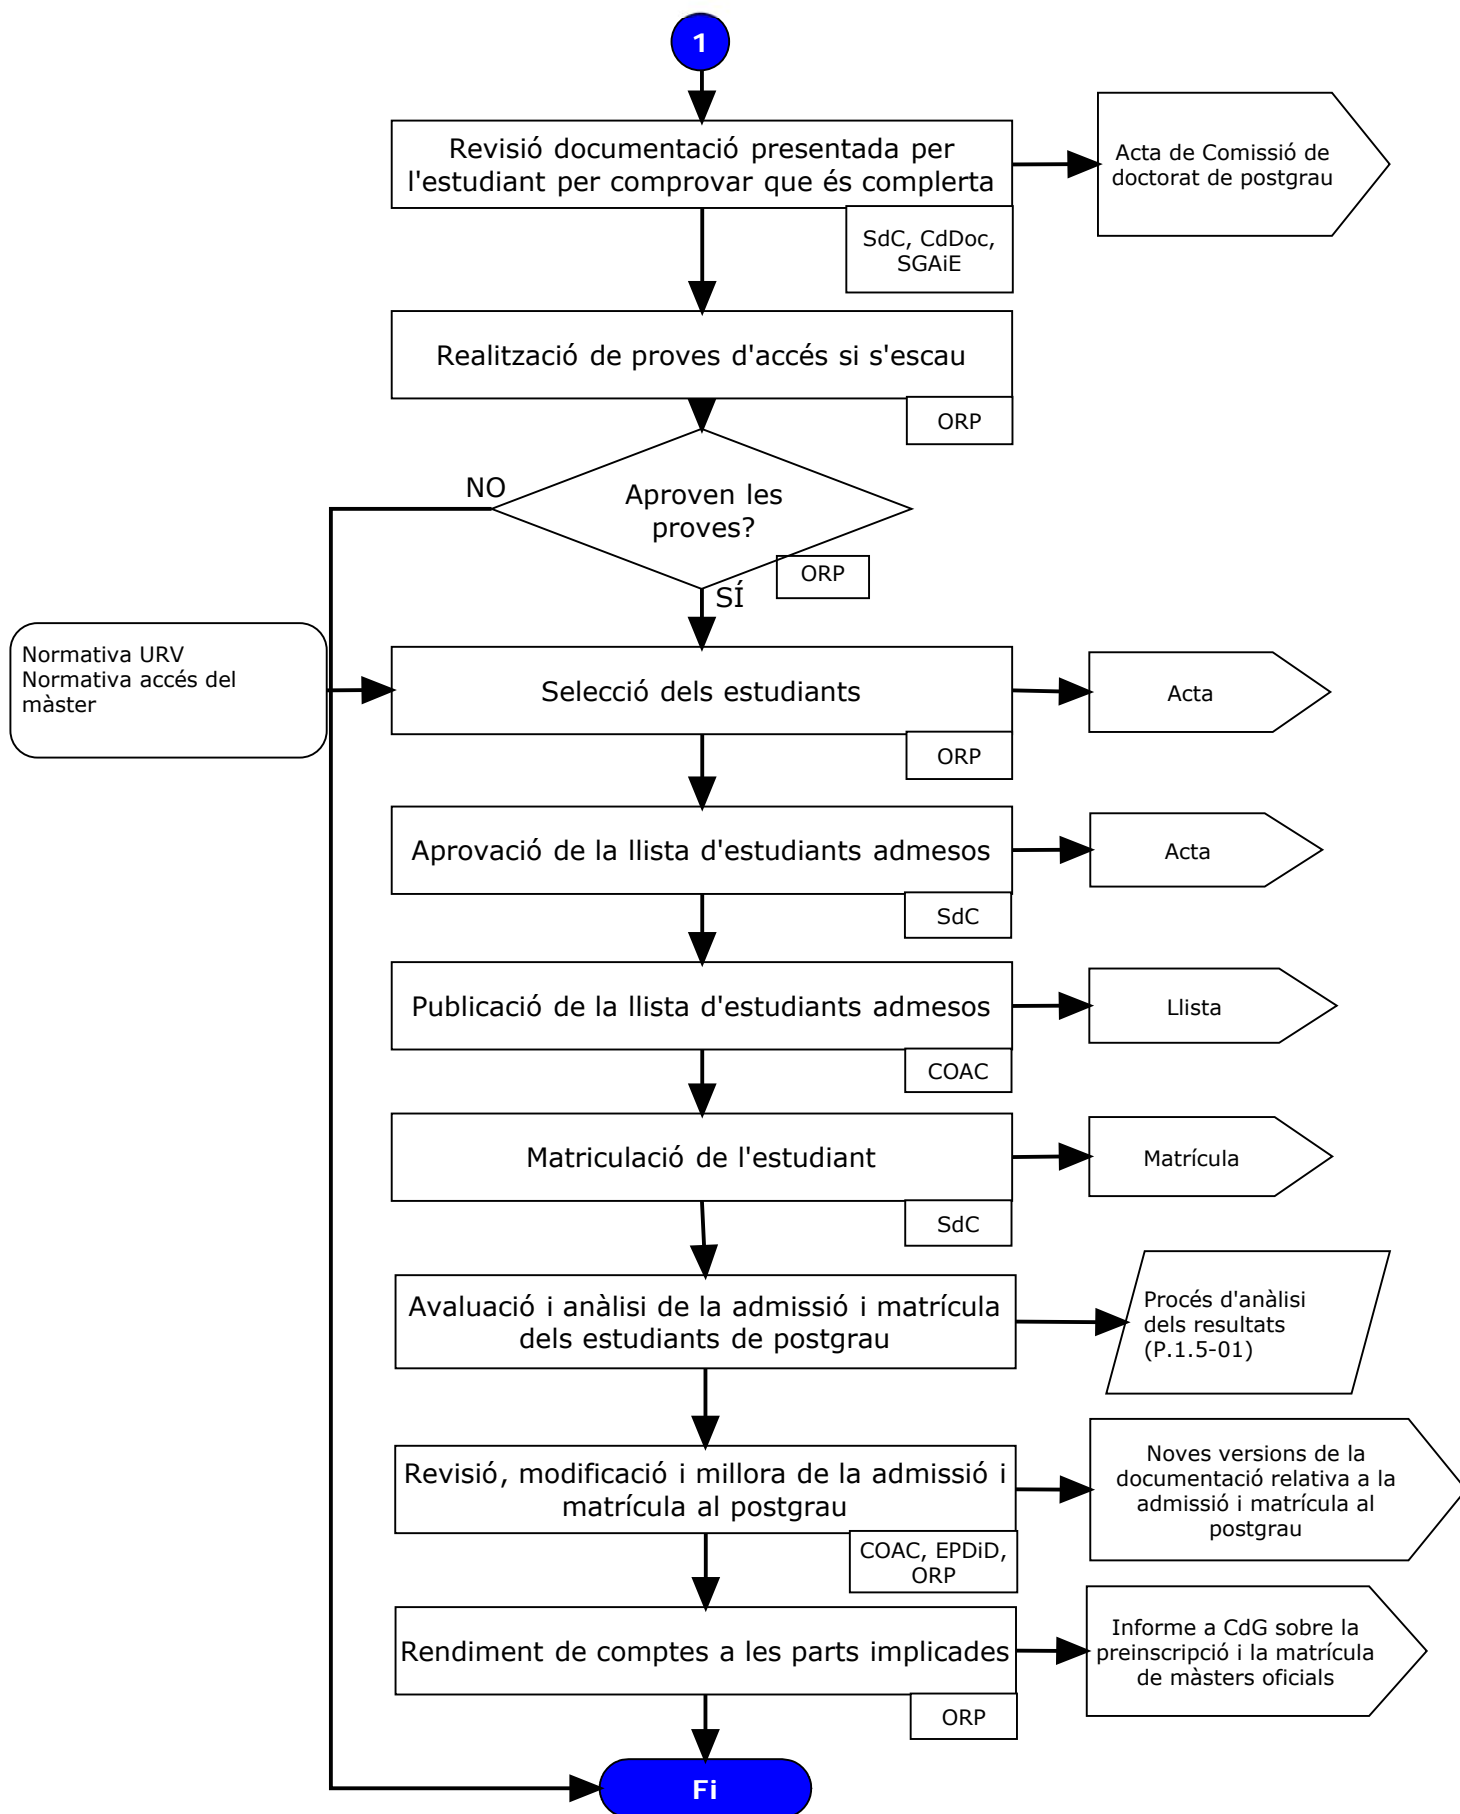 1
Revisió documentació presentada per
l'estudiant per comprovar que és complerta
Acta de Comissió de
doctorat de postgrau
SdC, CdDoc,
SGAiE
Realització de proves d'accés si s'escau
ORP
NO
Aproven les
proves?
ORP
SÍ
Normativa URV
Normativa accés del
màster
Selecció dels estudiants
Acta
ORP
Aprovació de la llista d'estudiants admesos
Acta
SdC
Publicació de la llista d'estudiants admesos
Llista
COAC
Matriculació de l'estudiant
Matrícula
SdC
Avaluació i anàlisi de la admissió i matrícula
dels estudiants de postgrau
Procés d'anàlisi
dels resultats
(P.1.5-01)
Revisió, modificació i millora de la admissió i
matrícula al postgrau
Noves versions de la
documentació relativa a la
admissió i matrícula al
postgrau
COAC, EPDiD,
ORP
Rendiment de comptes a les parts implicades
Informe a CdG sobre la
preinscripció i la matrícula
de màsters oficials
ORP
Fi